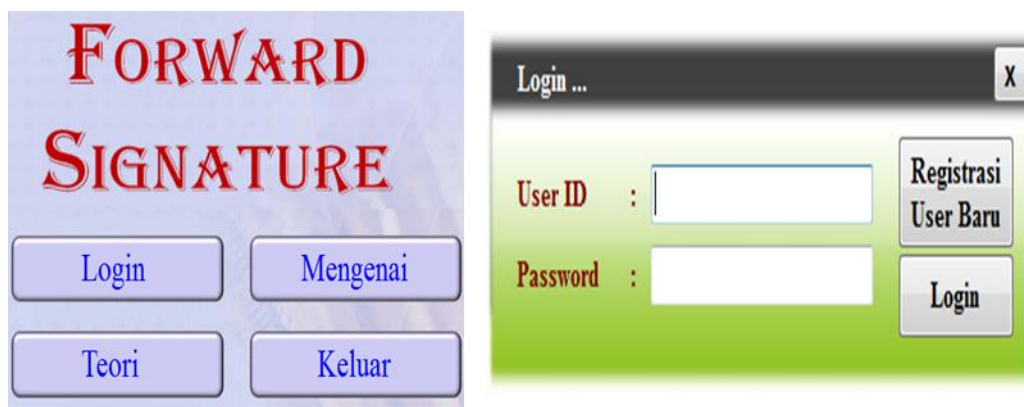 FORWARD
SIGNATURE
Login
Mengenai
Teori
Keluar
Login ...
X
User ID :
Password :
Registrasi
User Baru
Login